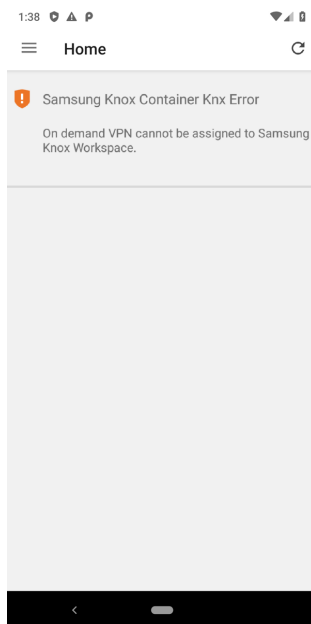 1:38
Home
Samsung Knox Container Knx Error
On demand VPN cannot be assigned to Samsung
Knox Workspace.